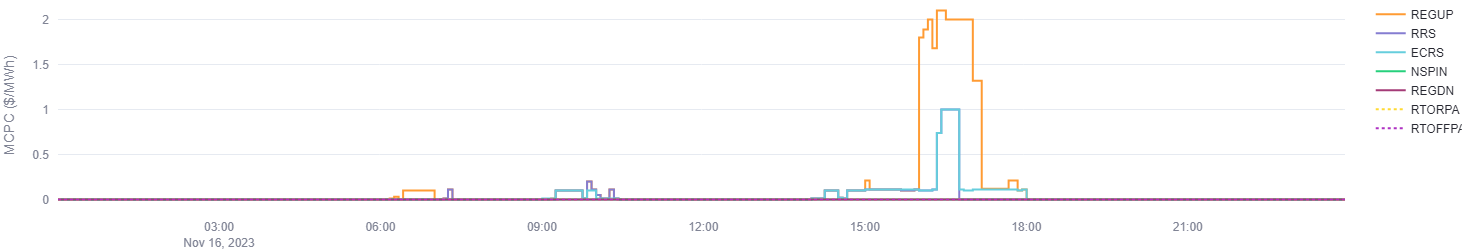 MCPC ($/MWh)
2
1.5
1
0.5
0
03:00
Nov 16, 2023
06:00
09:00
12:00
15:00
18:00
21:00
REGUP
RRS
ECRS
NSPIN
REGDN
RTORPA
RTOFFPA